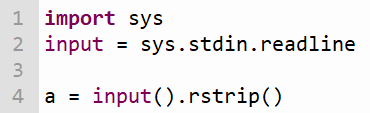 1 import sys
2 input = sys.stdin.readline
3
4 a = input().rstrip()